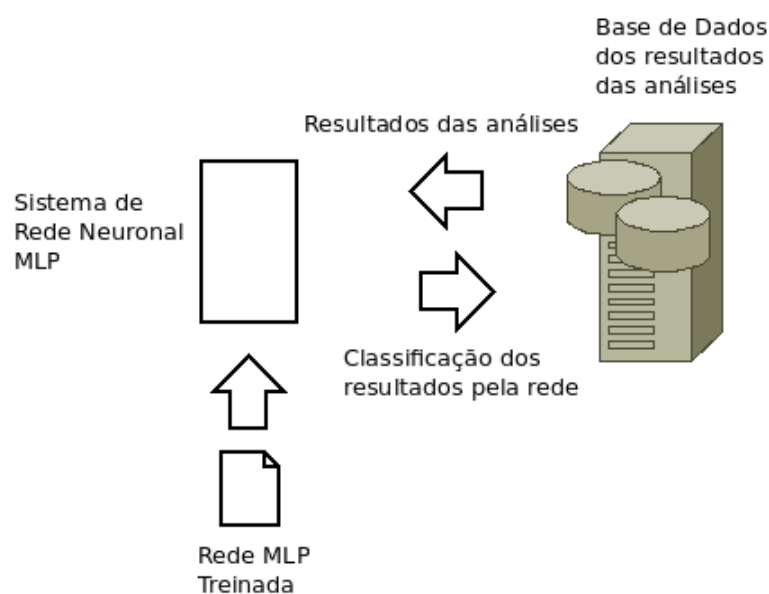 Base de Dados
dos resultados
das análises
Resultados das análises
Sistema de
Rede Neuronal
MLP
Classificação dos
resultados pela rede
Rede MLP
Treinada